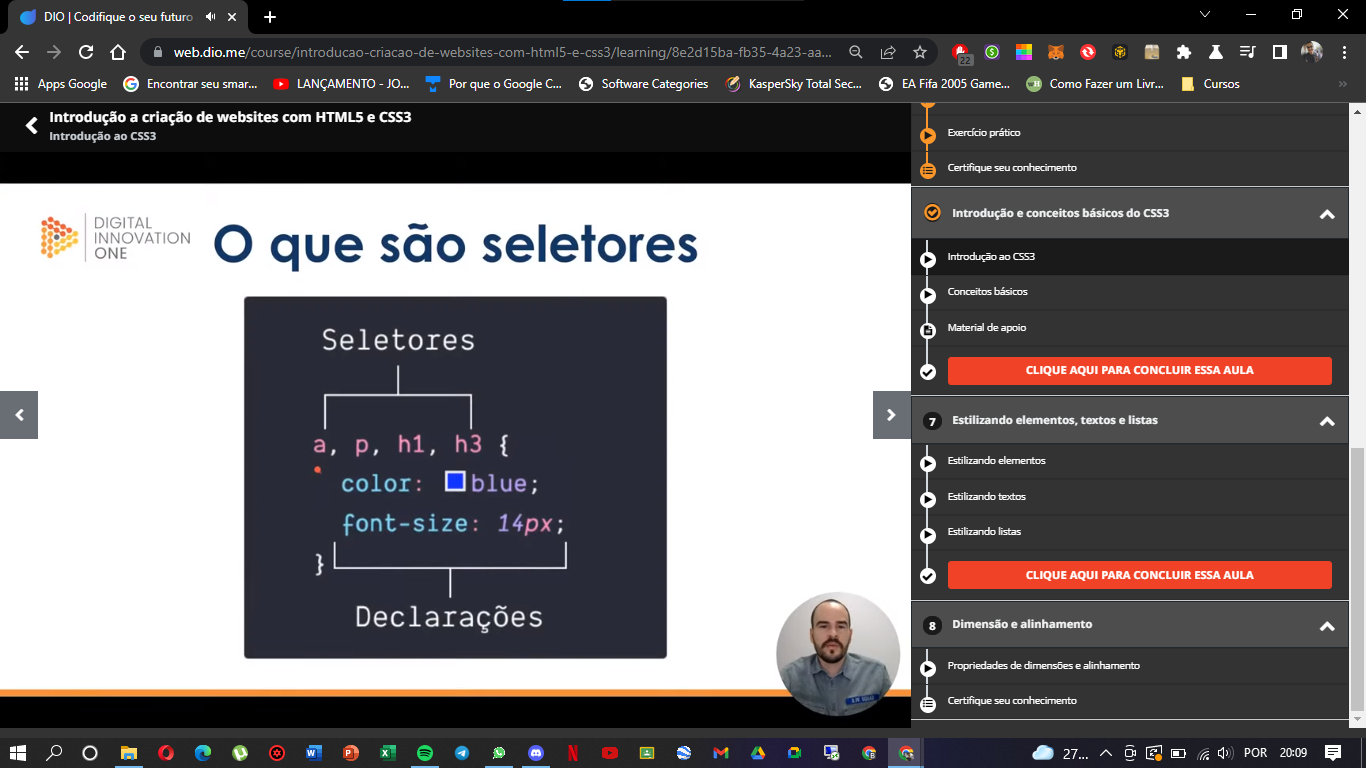 DIO | Codifique o seu futuro
web.dio.me/course/introducao-criacao-de-websites-com-html5-e-css3/learning/8e2d15ba-fb35-4a23-aa...
22
Apps Google
Encontrar seu smar...
LANÇAMENTO - JO...
Por que o Google C...
Software Categories
KasperSky Total Sec...
EA Fifa 2005 Game...
Como Fazer um Livr...
Cursos
»
Introdução a criação de websites com HTML5 e CSS3
Introdução ao CSS3
DIGITAL
INNOVATION
ONE
O que são seletores
Seletores
a, p, h1, h3 {
color: blue;
font-size: 14px;
}
Declarações
Exercício prático
Certifique seu conhecimento
Introdução e conceitos básicos do CSS3
Introdução ao CSS3
Conceitos básicos
Material de apoio
CLIQUE AQUI PARA CONCLUIR ESSA AULA
7 Estilizando elementos, textos e listas
Estilizando elementos
Estilizando textos
Estilizando listas
CLIQUE AQUI PARA CONCLUIR ESSA AULA
8 Dimensão e alinhamento
Propriedades de dimensões e alinhamento
Certifique seu conhecimento
27...
POR
20:09